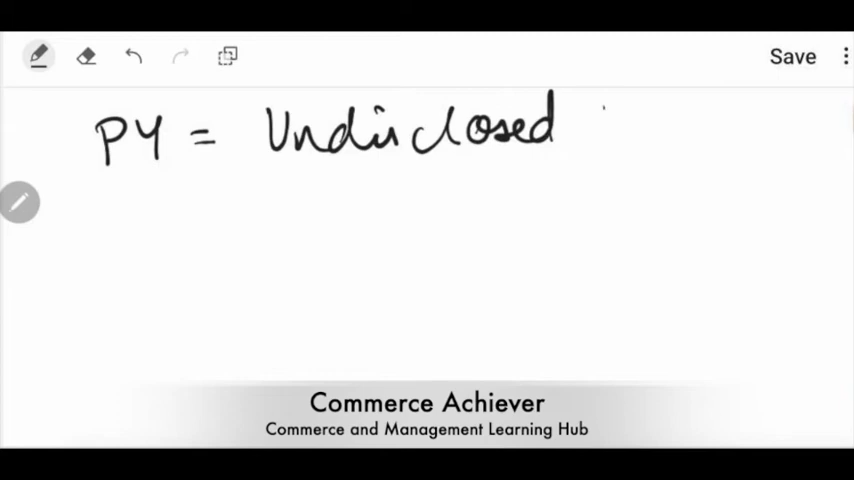 Save
PY = Undisclosed
Commerce Achiever
Commerce and Management Learning Hub